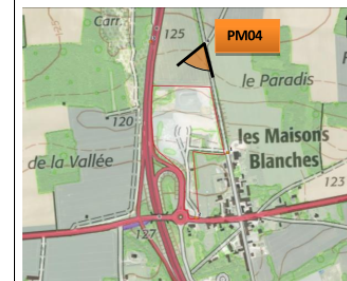 Carr.
125
PM04
le Paradis
120
les Maisons
Blanches
de la Vallée
123
127